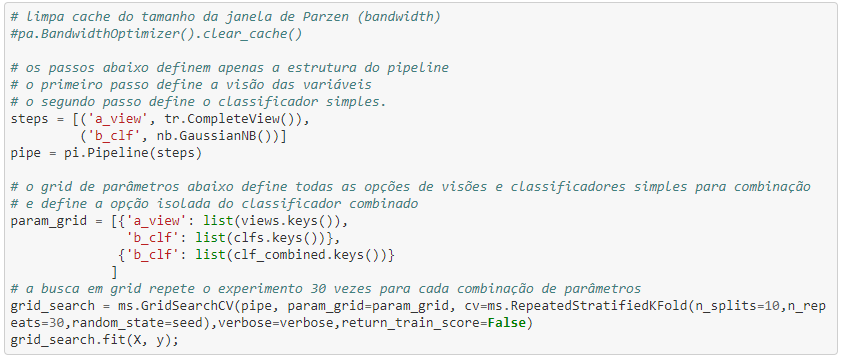 # limpa cache do tamanho da janela de Parzen (bandwidth)
#pa.BandwidthOptimizer().clear_cache()

# os passos abaixo definem apenas a estrutura do pipeline
# o primeiro passo define a visão das variáveis
# o segundo passo define o classificador simples.
steps = [('a_view', tr.CompleteView()),
         ('b_clf', nb.GaussianNB())]
pipe = pi.Pipeline(steps)

# o grid de parâmetros abaixo define todas as opções de visões e classificadores simples para combinação
# e define a opção isolada do classificador combinado
param_grid = [{'a_view': list(views.keys()),
               'b_clf': list(clfs.keys())},
              {'b_clf': list(clf_combined.keys())}
             ]
# a busca em grid repete o experimento 30 vezes para cada combinação de parâmetros
grid_search = ms.GridSearchCV(pipe, param_grid=param_grid, cv=ms.RepeatedStratifiedKFold(n_splits=10,n_rep
eats=30,random_state=seed),verbose=verbose,return_train_score=False)
grid_search.fit(X, y);